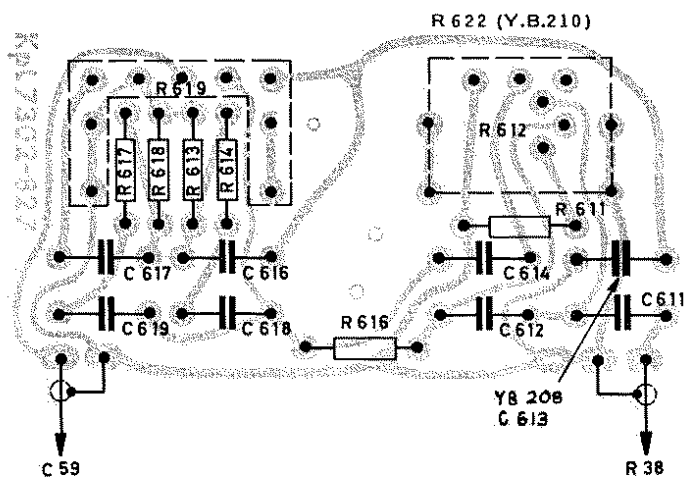 R 622 (Y.B.210)
R 619
R 612
R 617
R 618
R 613
R 614
R 611
C 617
C 616
C 614
C 611
C 619
C 618
R 616
C 612
YB 208
C 613
C 59
R 38